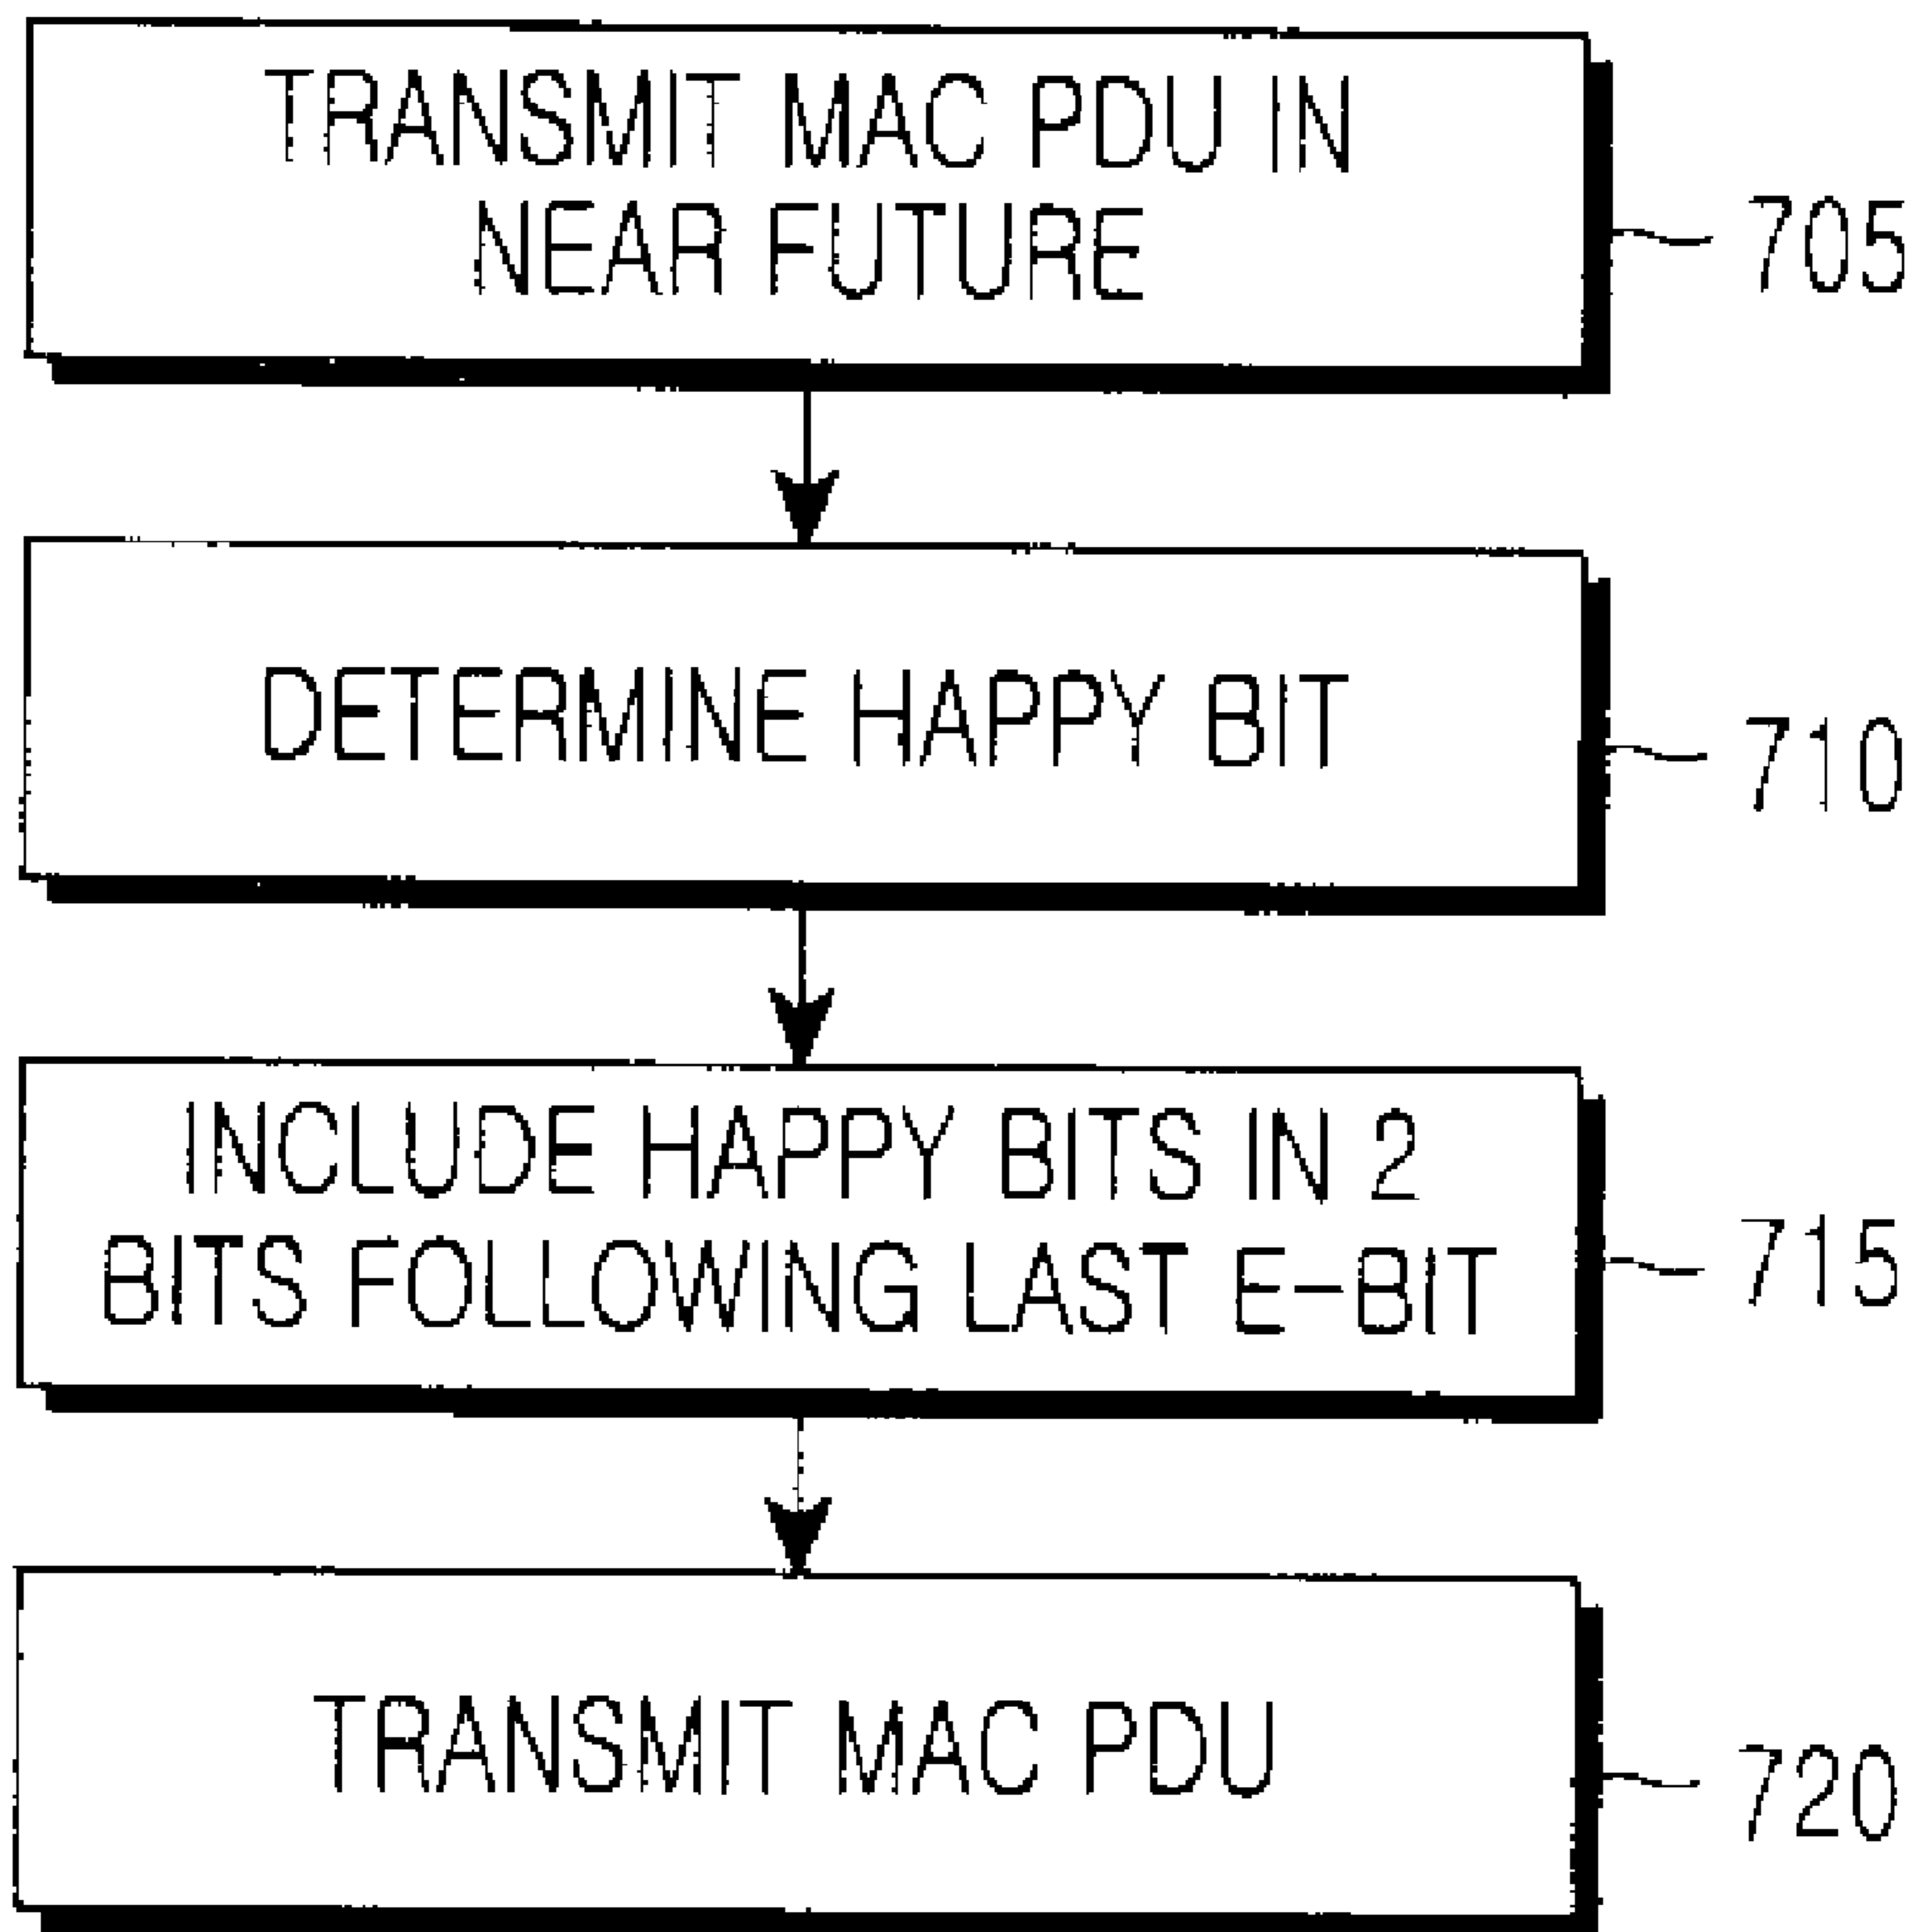 TRANSMIT MAC PDU IN
NEAR FUTURE
705
DETERMINE HAPPY BIT
710
INCLUDE HAPPY BITS IN 2
BITS FOLLOWING LAST E-BIT
715
TRANSMIT MAC PDU
720